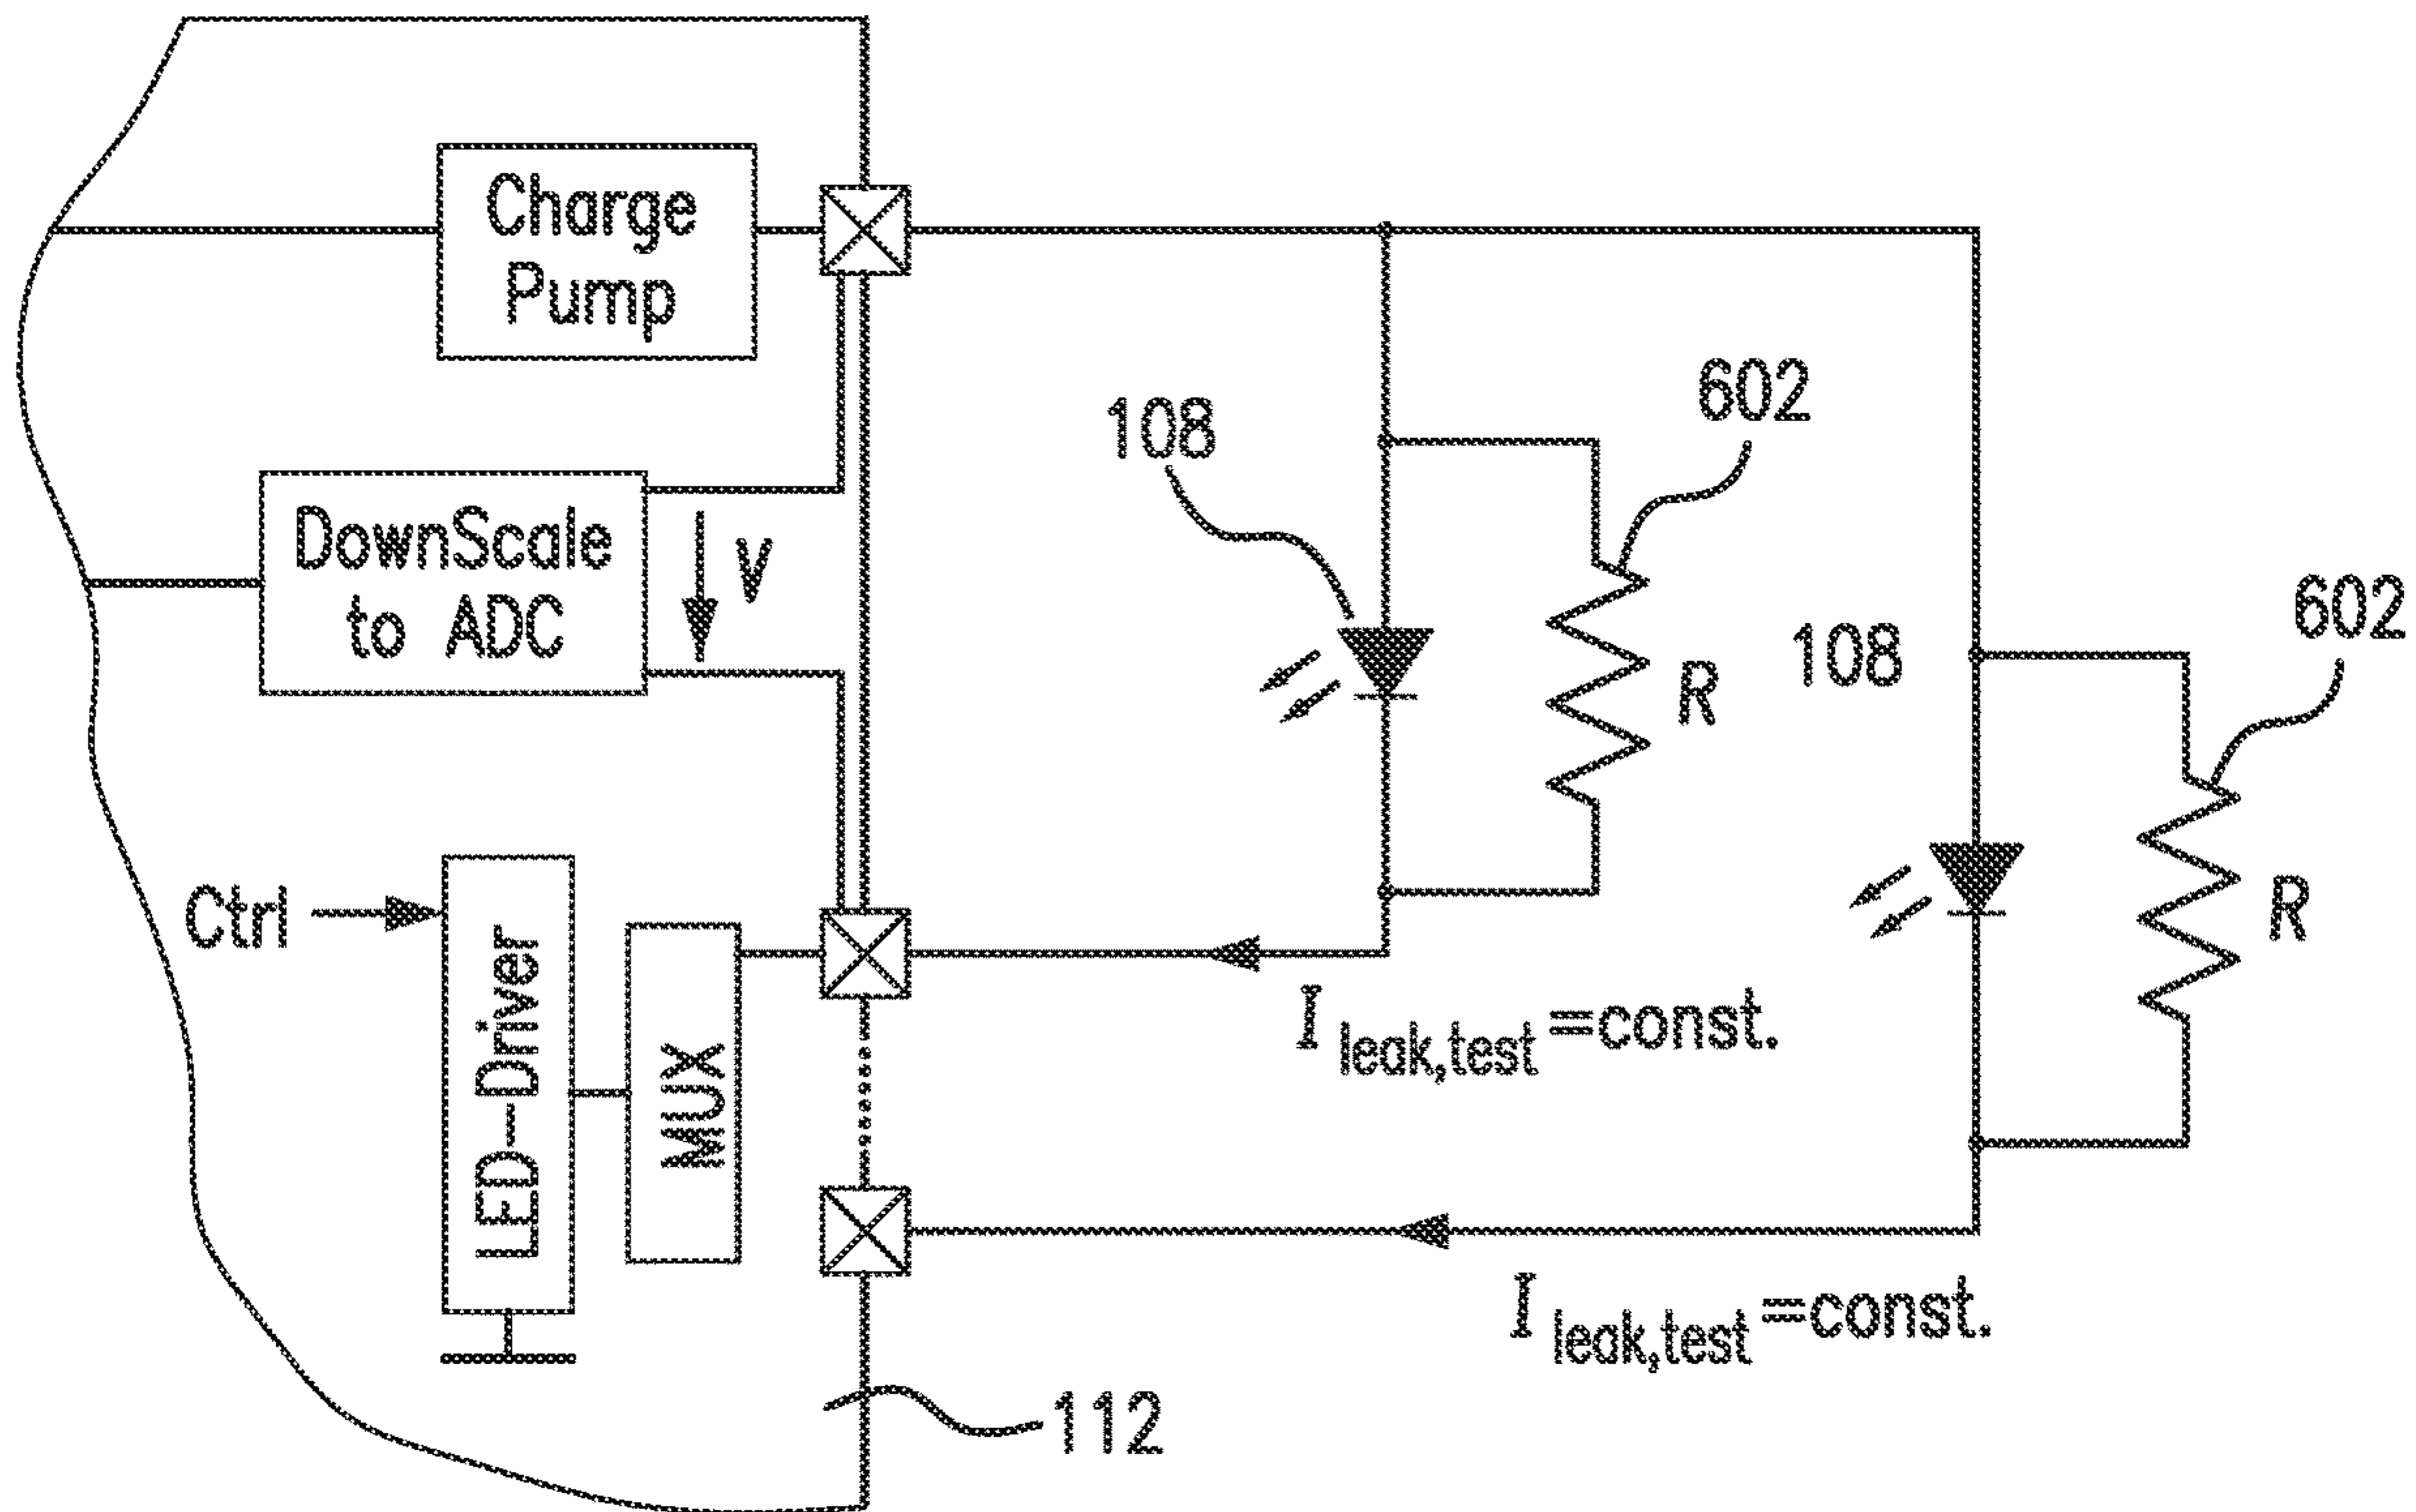 Charge
Pump
602
108
DownScale
to ADC
V
602
108
R
Ctrl
LED-Driver
MUX
R
I leak,test =const.
I leak,test =const.
112